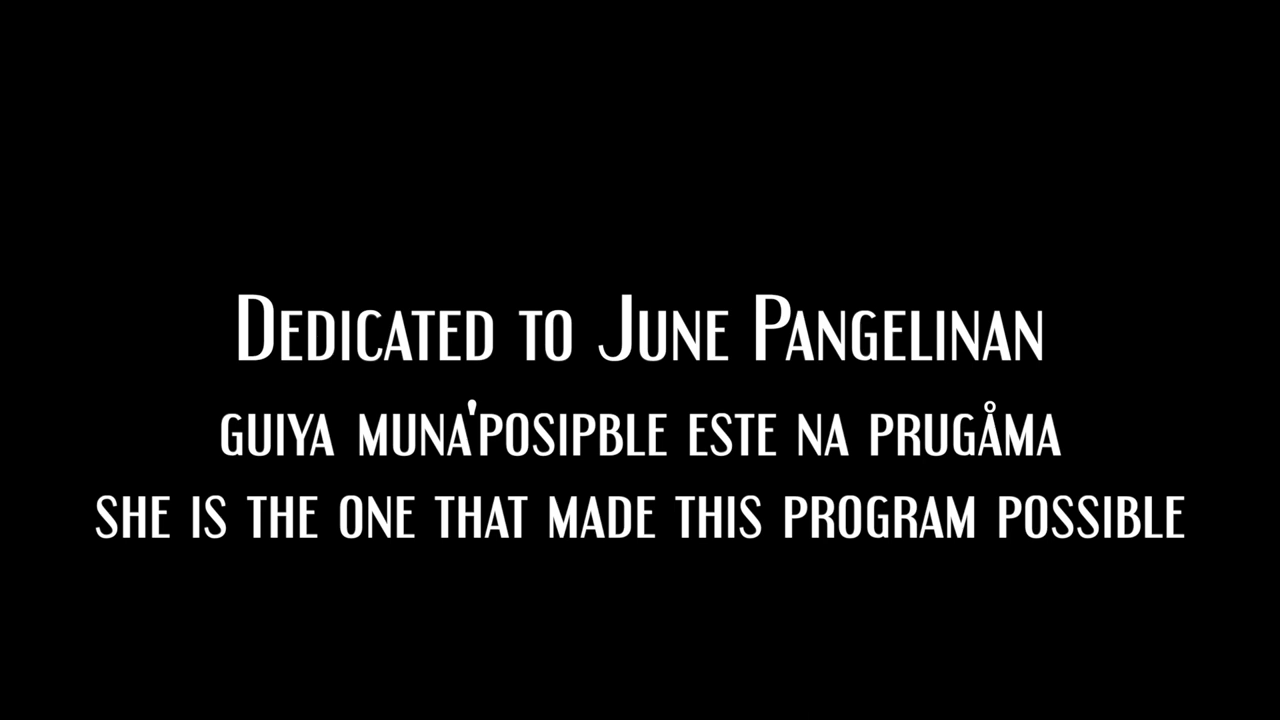 Dedicated to June Pangelinan
guiya muna'posipble este na prugåma
she is the one that made this program possible